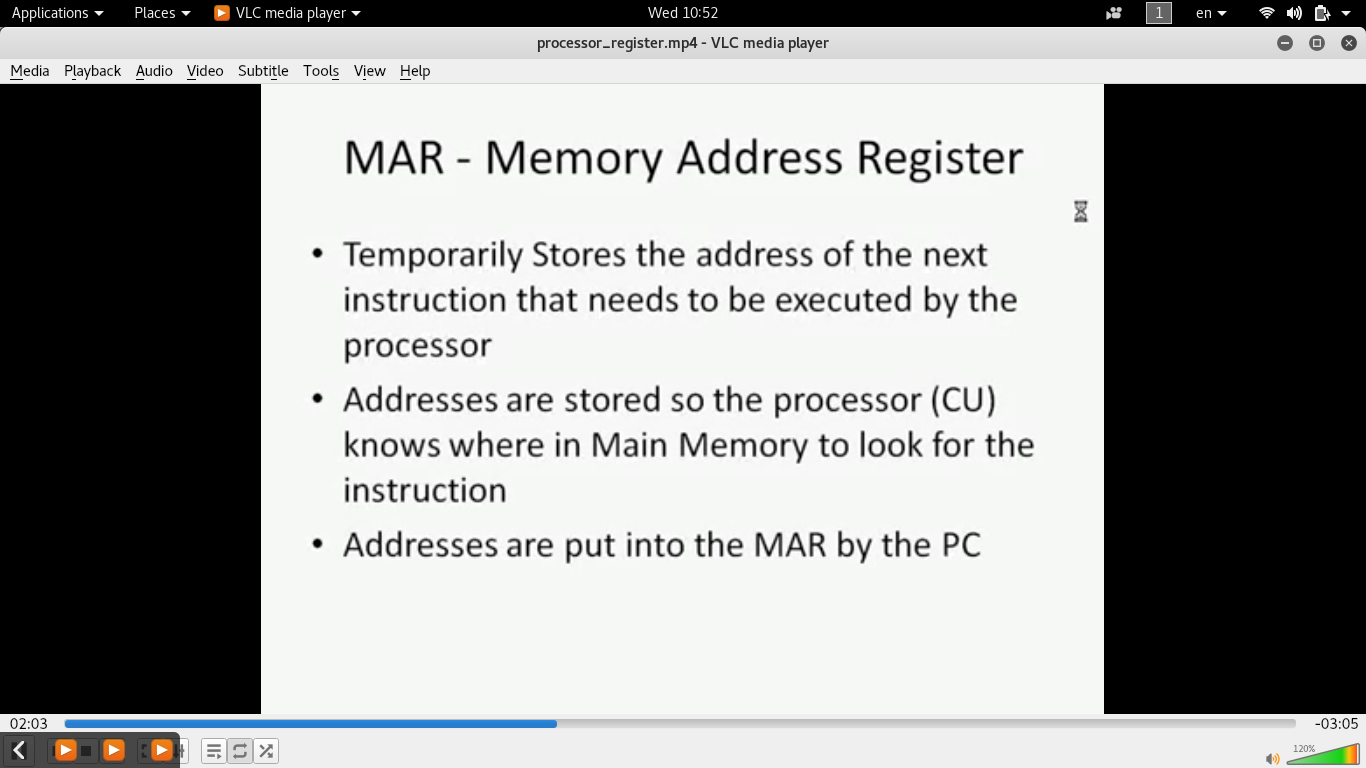 Applications Places VLC media player Wed 10:52 1 en
processor_register.mp4 - VLC media player
Media Playback Audio Video Subtitle Tools View Help
MAR - Memory Address Register
• Temporarily Stores the address of the next
instruction that needs to be executed by the
processor
• Addresses are stored so the processor (CU)
knows where in Main Memory to look for the
instruction
• Addresses are put into the MAR by the PC
02:03 -03:05
120%